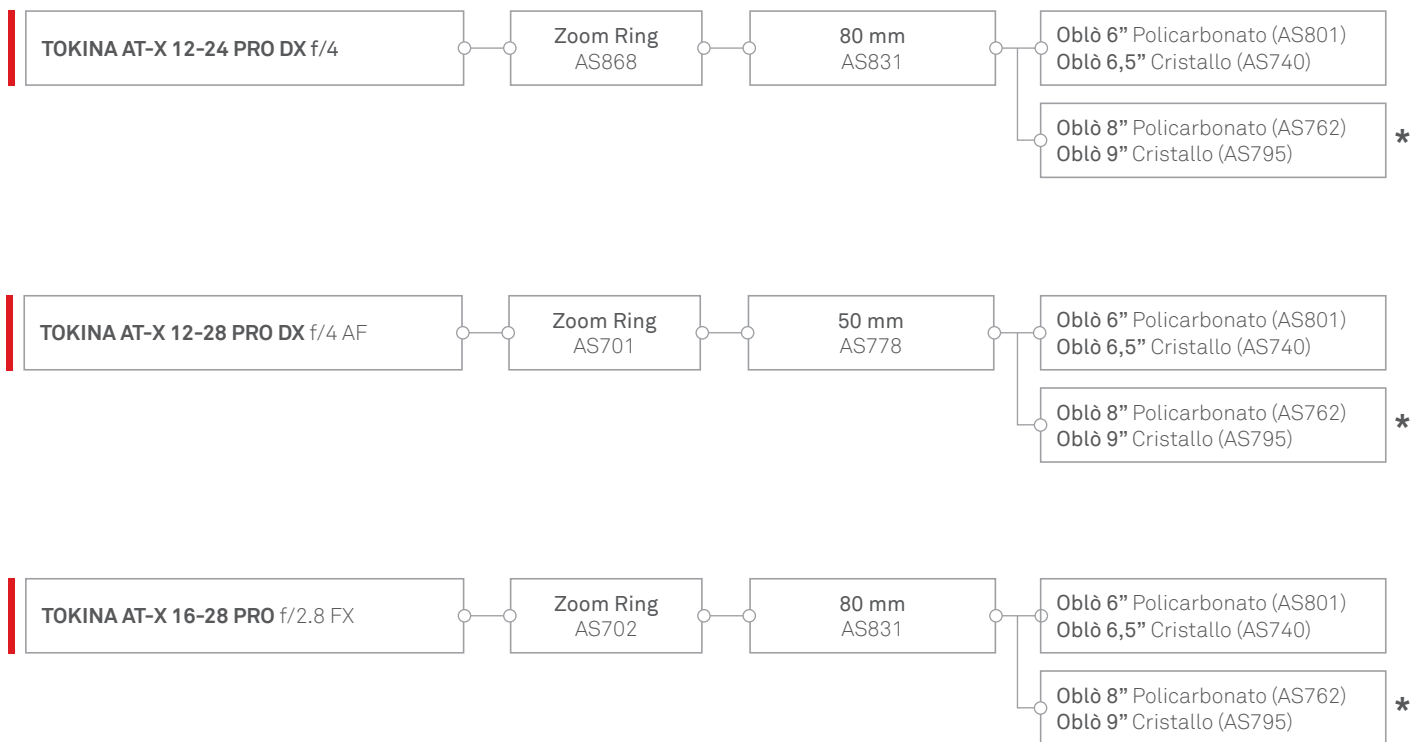 TOKINA AT-X 12-24 PRO DX f/4
Zoom Ring
AS868
80 mm
AS831
Oblò 6” Policarbonato (AS801)
Oblò 6,5” Cristallo (AS740)
Oblò 8” Policarbonato (AS762)
Oblò 9” Cristallo (AS795)
*
TOKINA AT-X 12-28 PRO DX f/4 AF
Zoom Ring
AS701
50 mm
AS778
Oblò 6” Policarbonato (AS801)
Oblò 6,5” Cristallo (AS740)
Oblò 8” Policarbonato (AS762)
Oblò 9” Cristallo (AS795)
*
TOKINA AT-X 16-28 PRO f/2.8 FX
Zoom Ring
AS702
80 mm
AS831
Oblò 6” Policarbonato (AS801)
Oblò 6,5” Cristallo (AS740)
Oblò 8” Policarbonato (AS762)
Oblò 9” Cristallo (AS795)
*